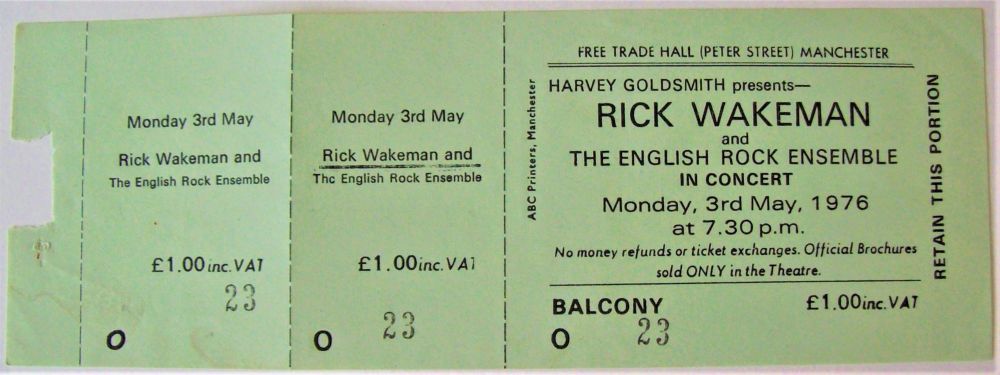 Monday 3rd May
Rick Wakeman and
The English Rock Ensemble
£1.00 inc. VAT
23
O
Monday 3rd May
Rick Wakeman and
The English Rock Ensemble
£1.00 inc. VAT
23
O
ABC Printers, Manchester
FREE TRADE HALL (PETER STREET) MANCHESTER
HARVEY GOLDSMITH presents—
RICK WAKEMAN
and
THE ENGLISH ROCK ENSEMBLE
IN CONCERT
Monday, 3rd May, 1976
at 7.30 p.m.
No money refunds or ticket exchanges. Official Brochures
sold ONLY in the Theatre.
BALCONY £1.00 inc. VAT
O 23
RETAIN THIS PORTION